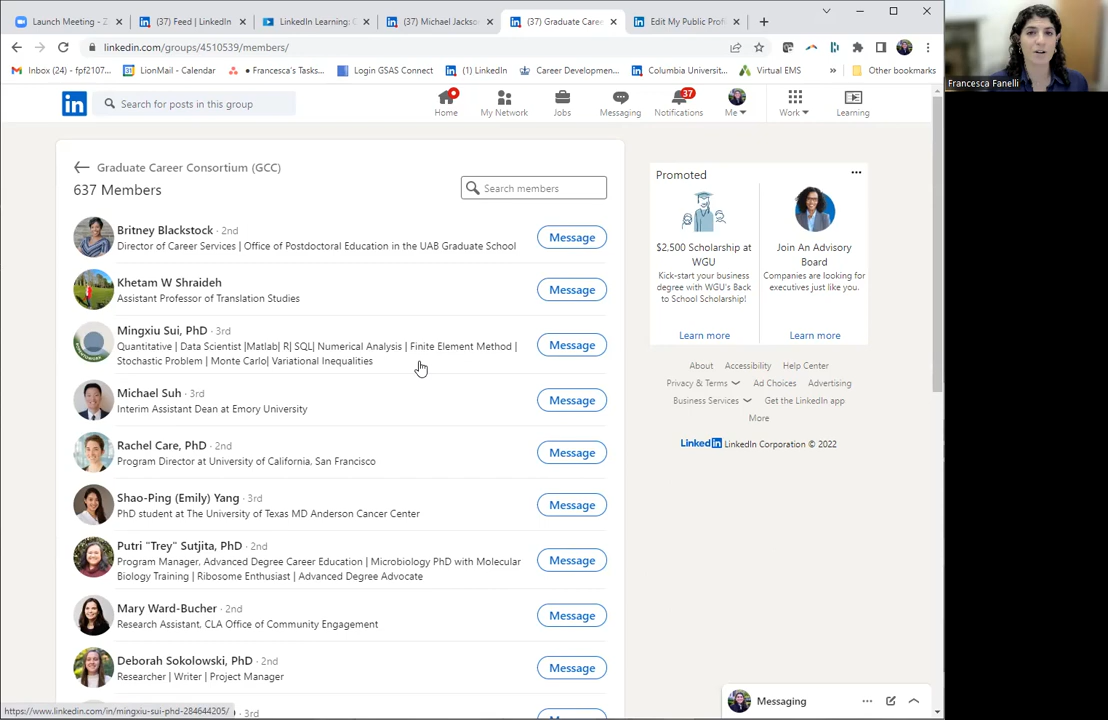 Launch Meeting - Z
(37) Feed | LinkedIn
LinkedIn Learning: C
(37) Michael Jackso
(37) Graduate Caree
Edit My Public Prof
linkedin.com/groups/4510539/members/
Inbox (24) - fpf2107...
LionMail - Calendar
Francesca's Tasks...
Login GSAS Connect
(1) LinkedIn
Career Developmen...
Columbia Universit...
Virtual EMS
Other bookmarks
Francesca Fanelli
in
Search for posts in this group
Home
My Network
Jobs
Messaging
37
Notifications
Me
Work
Learning
Graduate Career Consortium (GCC)
637 Members
Search members
Britney Blackstock · 2nd
Director of Career Services | Office of Postdoctoral Education in the UAB Graduate School
Message
Khetam W Shraideh
Assistant Professor of Translation Studies
Message
Mingxiu Sui, PhD · 3rd
Quantitative | Data Scientist |Matlab| R| SQL| Numerical Analysis | Finite Element Method |
Stochastic Problem | Monte Carlo| Variational Inequalities
Message
Michael Suh · 3rd
Interim Assistant Dean at Emory University
Message
Rachel Care, PhD · 2nd
Program Director at University of California, San Francisco
Message
Shao-Ping (Emily) Yang · 3rd
PhD student at The University of Texas MD Anderson Cancer Center
Message
Putri "Trey" Sutjita, PhD · 2nd
Program Manager, Advanced Degree Career Education | Microbiology PhD with Molecular
Biology Training | Ribosome Enthusiast | Advanced Degree Advocate
Message
Mary Ward-Bucher · 2nd
Research Assistant, CLA Office of Community Engagement
Message
Deborah Sokolowski, PhD · 2nd
Researcher | Writer | Project Manager
Message
· 3rd
Promoted
$2,500 Scholarship at
WGU
Kick-start your business
degree with WGU's Back
to School Scholarship!
Learn more
Join An Advisory
Board
Companies are looking for
executives just like you.
Learn more
About
Accessibility
Help Center
Privacy & Terms
Ad Choices
Advertising
Business Services
Get the LinkedIn app
More
LinkedIn LinkedIn Corporation © 2022
Messaging
https://www.linkedin.com/in/mingxiu-sui-phd-284644205/